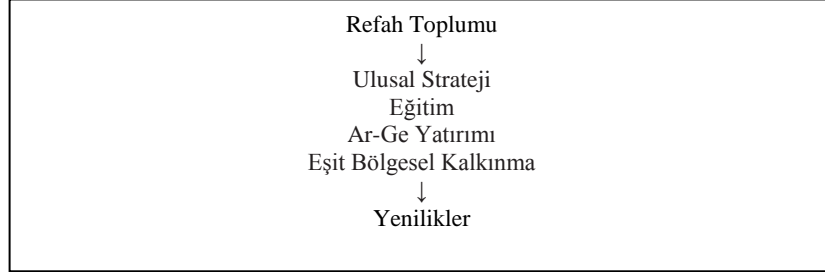 Refah Toplumu
↓
Ulusal Strateji
Eğitim
Ar-Ge Yatırımı
Eşit Bölgesel Kalkınma
↓
Yenilikler